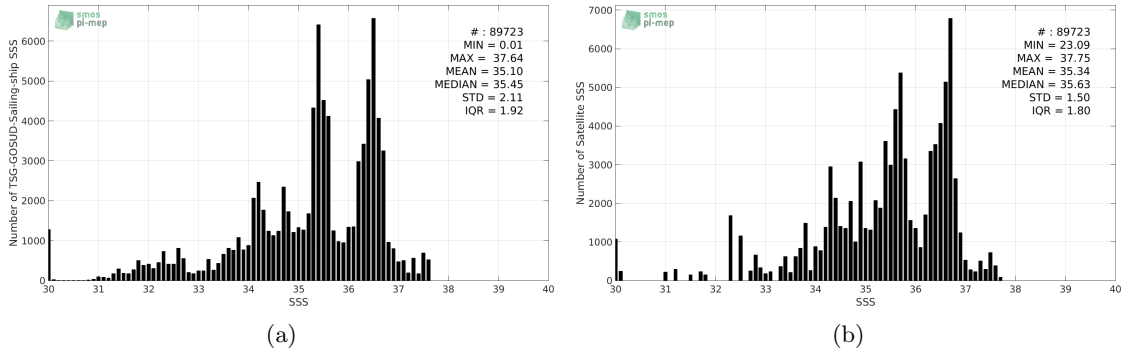 smos
pi-mep
# : 89723
MIN = 0.01
MAX = 37.64
MEAN = 35.10
MEDIAN = 35.45
STD = 2.11
IQR = 1.92
Number of TSG-GOSUD-Sailing-ship SSS
6000
5000
4000
3000
2000
1000
0
30 31 32 33 34 35 36 37 38 39 40
SSS
(a)
smos
pi-mep
# : 89723
MIN = 23.09
MAX = 37.75
MEAN = 35.34
MEDIAN = 35.63
STD = 1.50
IQR = 1.80
Number of Satellite SSS
7000
6000
5000
4000
3000
2000
1000
0
30 31 32 33 34 35 36 37 38 39 40
SSS
(b)